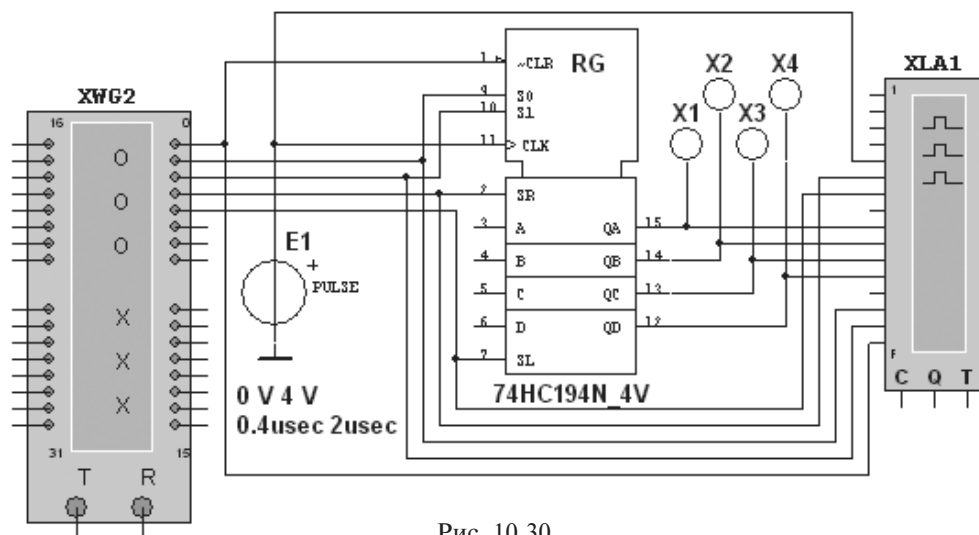 XWG2
16 0
O
O
O
X
X
X
31 15
T R
E1
+
PULSE
0 V 4 V
0.4usec 2usec
RG
1 ~CLR
9 S0
10 S1
11 CLK
2 SR
3 A QA 15
4 B QB 14
5 C QC 13
6 D QD 12
7 SL
74HC194N_4V
X1
X2
X3
X4
XLA1
1
F
C Q T
Рис. 10.30